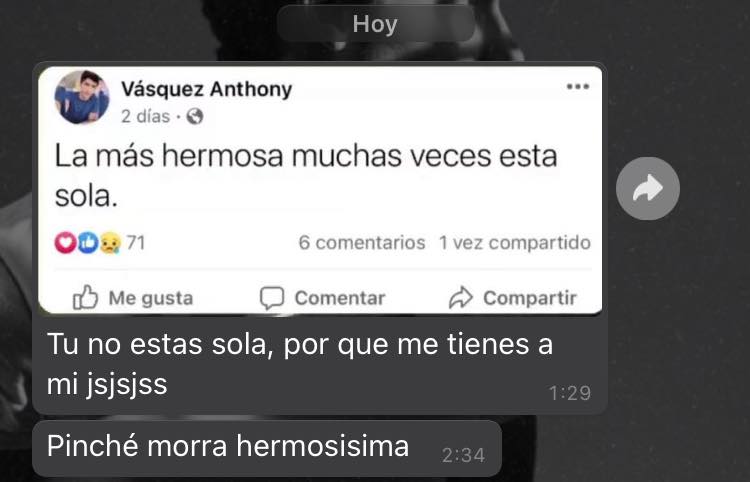 Hoy
Vásquez Anthony
2 días
La más hermosa muchas veces esta
sola.
71
6 comentarios 1 vez compartido
Me gusta Comentar Compartir
Tu no estas sola, por que me tienes a
mi jsjsjss
1:29
Pinché morra hermosisima
2:34